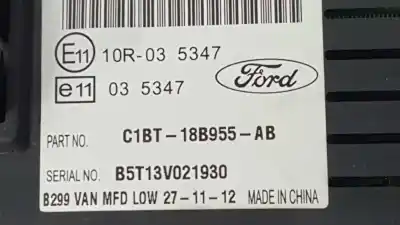 E11 10R-03 5347
e11 03 5347
Ford
PART NO. C1BT-18B955-AB
SERIAL NO. B5T13V021930
B299 VAN MFD LOW 27-11-12 MADE IN CHINA